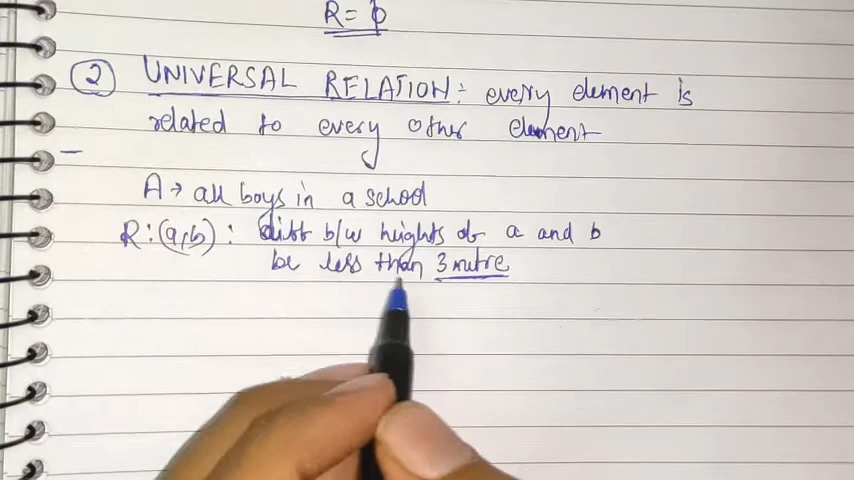 R = ϕ
② UNIVERSAL RELATION: every element is
related to every other element
A → all boys in a school
R: (a,b): diff b/w heights of a and b
be less than 3 metre